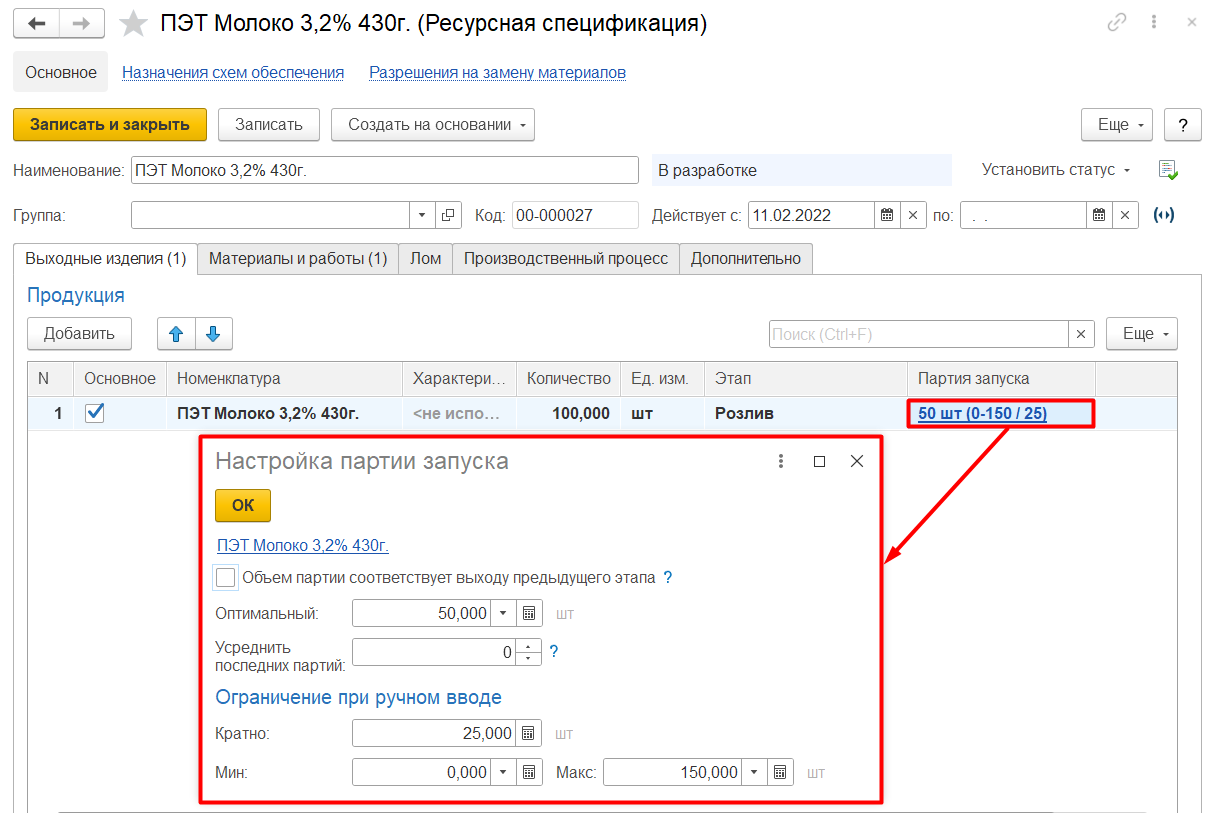 ПЭТ Молоко 3,2% 430г. (Ресурсная спецификация)
Основное Назначения схем обеспечения Разрешения на замену материалов
Записать и закрыть Записать Создать на основании Еще ?
Наименование: ПЭТ Молоко 3,2% 430г. В разработке Установить статус
Группа: Код: 00-000027 Действует с: 11.02.2022 по: . .
Выходные изделия (1) Материалы и работы (1) Лом Производственный процесс Дополнительно
Продукция
Добавить Поиск (Ctrl+F) Еще
N Основное Номенклатура Характери... Количество Ед. изм. Этап Партия запуска
1 ПЭТ Молоко 3,2% 430г. <не испо... 100,000 шт Розлив 50 шт (0-150 / 25)
Настройка партии запуска
ОК
ПЭТ Молоко 3,2% 430г.
Объем партии соответствует выходу предыдущего этапа ?
Оптимальный: 50,000 шт
Усреднить
последних партий: 0 ?
Ограничение при ручном вводе
Кратно: 25,000 шт
Мин: 0,000 Макс: 150,000 шт